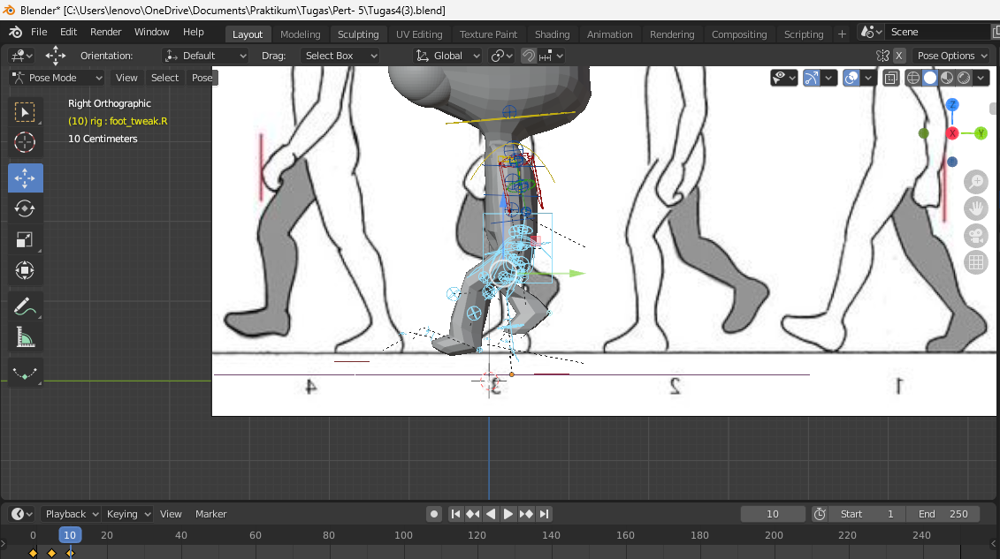 Blender* [C:\Users\lenovo\OneDrive\Documents\Praktikum\Tugas\Pert- 5\Tugas4(3).blend]
File Edit Render Window Help Layout Modeling Sculpting UV Editing Texture Paint Shading Animation Rendering Compositing Scripting + Scene
Orientation: Default Drag: Select Box Global X Pose Options
Pose Mode View Select Pose
Right Orthographic
(10) rig : foot_tweak.R
10 Centimeters
Z
X Y
4 3 2 1
Playback Keying View Marker 10 Start 1 End 250
0 10 20 40 60 80 100 120 140 160 180 200 220 240